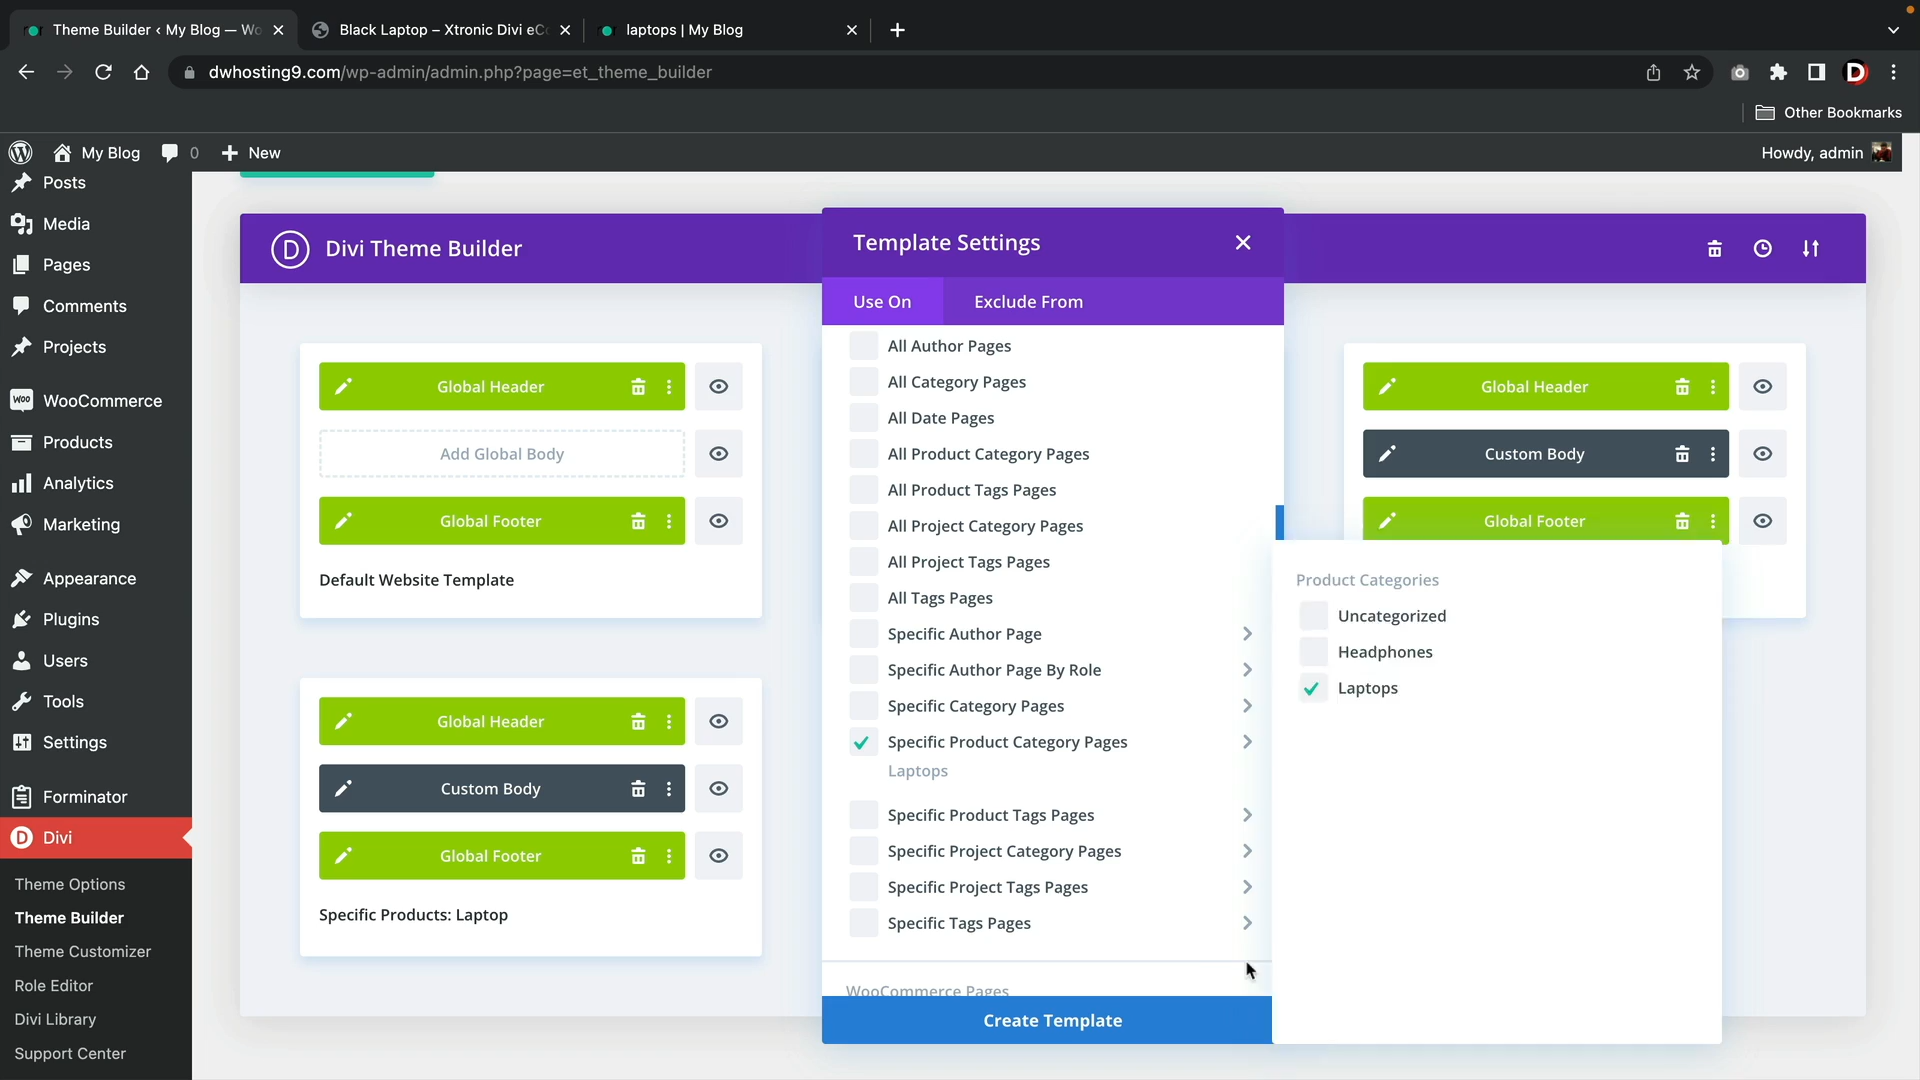 Theme Builder ‹ My Blog — Wo
Black Laptop – Xtronic Divi eCo
laptops | My Blog
dwhosting9.com/wp-admin/admin.php?page=et_theme_builder
Other Bookmarks
My Blog
0
New
Howdy, admin
Posts
Media
Pages
Comments
Projects
WooCommerce
Products
Analytics
Marketing
Appearance
Plugins
Users
Tools
Settings
Forminator
Divi
Theme Options
Theme Builder
Theme Customizer
Role Editor
Divi Library
Support Center
Divi Theme Builder
Global Header
Add Global Body
Global Footer
Default Website Template
Global Header
Custom Body
Global Footer
Specific Products: Laptop
Template Settings
Use On
Exclude From
All Author Pages
All Category Pages
All Date Pages
All Product Category Pages
All Product Tags Pages
All Project Category Pages
All Project Tags Pages
All Tags Pages
Specific Author Page
Specific Author Page By Role
Specific Category Pages
Specific Product Category Pages
Laptops
Specific Product Tags Pages
Specific Project Category Pages
Specific Project Tags Pages
Specific Tags Pages
WooCommerce Pages
Create Template
Global Header
Custom Body
Global Footer
Product Categories
Uncategorized
Headphones
Laptops